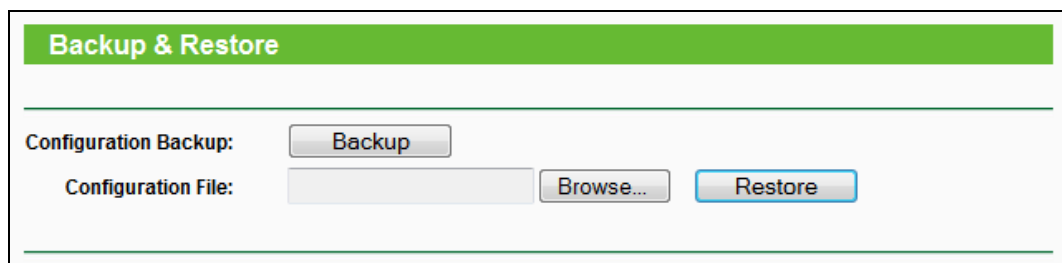 Backup & Restore
Configuration Backup: Backup
Configuration File: Browse... Restore